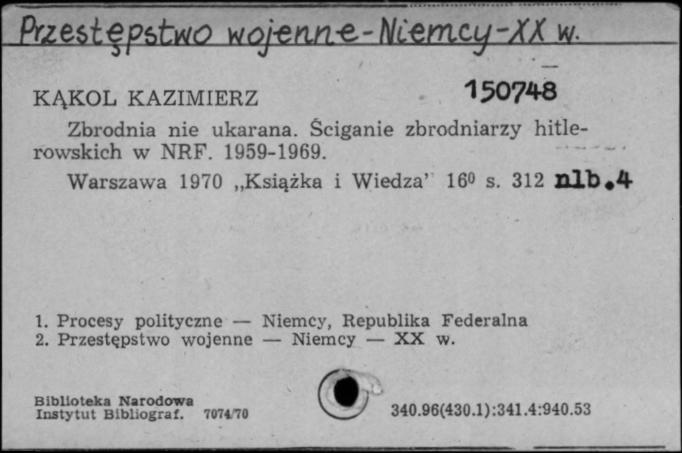 Przestępstwo wojenne-Niemcy-XX w.
KĄKOL KAZIMIERZ 150748
Zbrodnia nie ukarana. Ściganie zbrodniarzy hitle-
rowskich w NRF. 1959-1969.
Warszawa 1970 „Książka i Wiedza" 16⁰ s. 312 nlb.4
1. Procesy polityczne — Niemcy, Republika Federalna
2. Przestępstwo wojenne — Niemcy — XX w.
Biblioteka Narodowa
Instytut Bibliograf. 7074/70 340.96(430.1):341.4:940.53